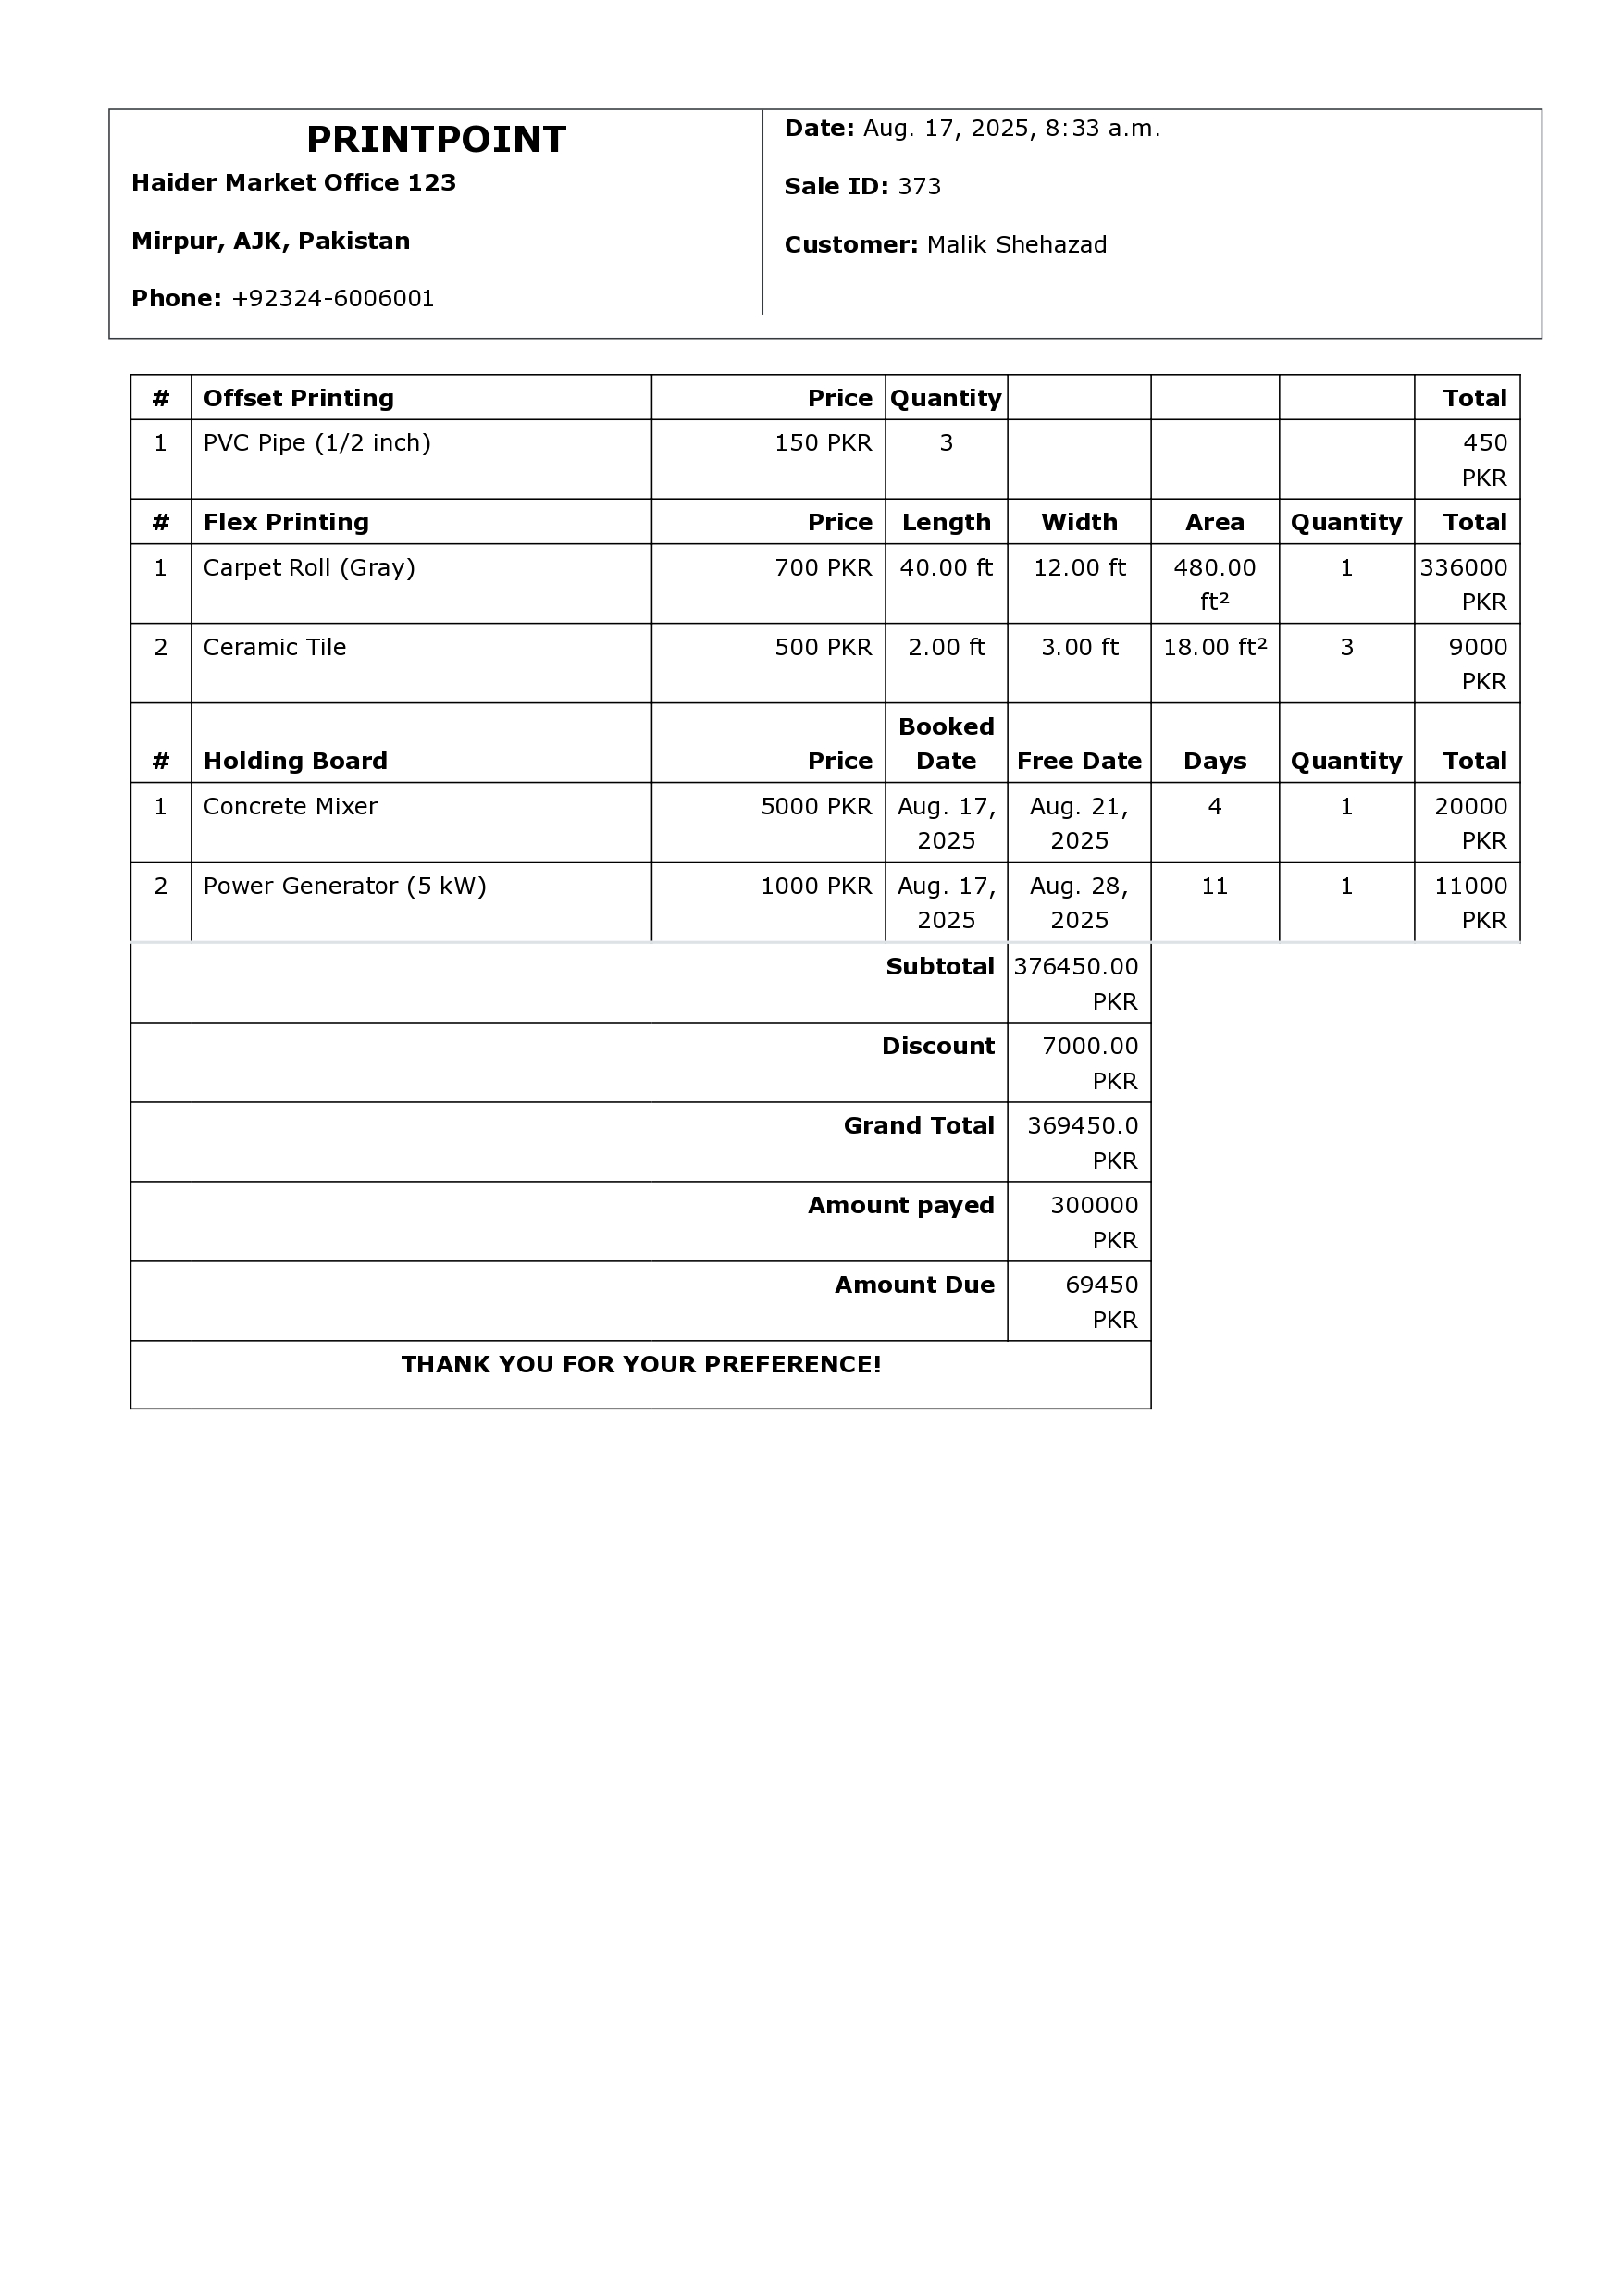 PRINTPOINT
Haider Market Office 123
Mirpur, AJK, Pakistan
Phone: +92324-6006001
Date: Aug. 17, 2025, 8:33 a.m.
Sale ID: 373
Customer: Malik Shehazad
# Offset Printing Price Quantity Total
1 PVC Pipe (1/2 inch) 150 PKR 3 450
PKR
# Flex Printing Price Length Width Area Quantity Total
1 Carpet Roll (Gray) 700 PKR 40.00 ft 12.00 ft 480.00 1 336000
ft² PKR
2 Ceramic Tile 500 PKR 2.00 ft 3.00 ft 18.00 ft² 3 9000
PKR
Booked
# Holding Board Price Date Free Date Days Quantity Total
1 Concrete Mixer 5000 PKR Aug. 17, Aug. 21, 4 1 20000
2025 2025 PKR
2 Power Generator (5 kW) 1000 PKR Aug. 17, Aug. 28, 11 1 11000
2025 2025 PKR
Subtotal 376450.00
PKR
Discount 7000.00
PKR
Grand Total 369450.0
PKR
Amount payed 300000
PKR
Amount Due 69450
PKR
THANK YOU FOR YOUR PREFERENCE!